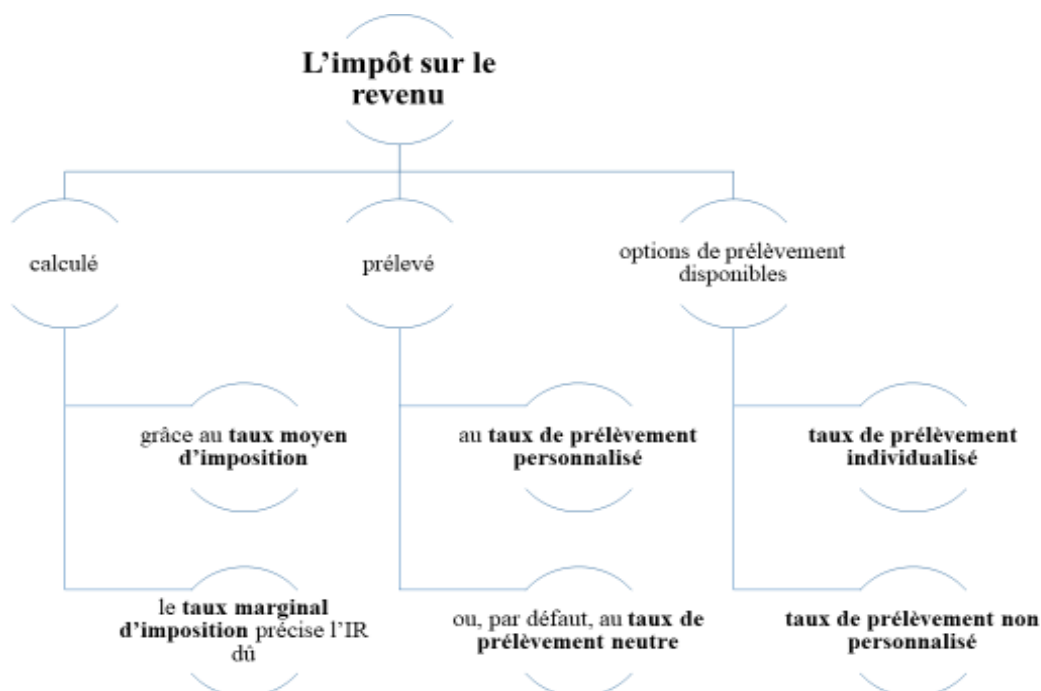 L'impôt sur le
revenu
calculé
grâce au taux moyen
d'imposition
le taux marginal
d'imposition précise l'IR
dû
prélevé
au taux de prélèvement
personnalisé
ou, par défaut, au taux de
prélèvement neutre
options de prélèvement
disponibles
taux de prélèvement
individualisé
taux de prélèvement non
personnalisé